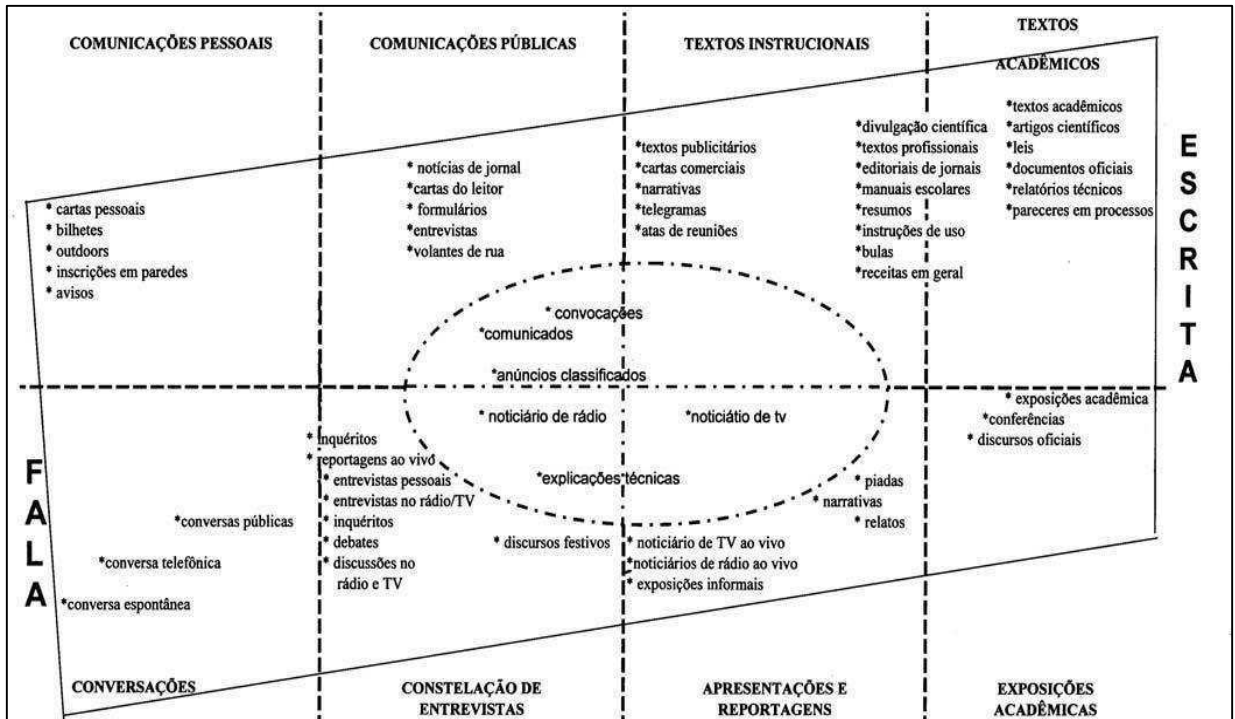 COMUNICAÇÕES PESSOAIS
COMUNICAÇÕES PÚBLICAS
TEXTOS INSTRUCIONAIS
TEXTOS
ACADÊMICOS
* cartas pessoais
* bilhetes
* outdoors
* inscrições em paredes
* avisos
* notícias de jornal
*cartas do leitor
* formulários
* entrevistas
*volantes de rua
*textos publicitários
*cartas comerciais
*narrativas
*telegramas
*atas de reuniões
*divulgação científica
*textos profissionais
*editoriais de jornais
*manuais escolares
*resumos
*instruções de uso
*bulas
*receitas em geral
*textos acadêmicos
*artigos científicos
*leis
*documentos oficiais
*relatórios técnicos
*pareceres em processos
ESCRITA
* convocações
*comunicados
*anúncios classificados
*noticiário de rádio
*noticiátio de tv
*explicações técnicas
FALA
*conversas públicas
*conversa telefônica
*conversa espontânea
* inquéritos
* reportagens ao vivo
* entrevistas pessoais
* entrevistas no rádio/TV
* inquéritos
* debates
* discussões no
rádio e TV
* discursos festivos
* noticiário de TV ao vivo
*noticiários de rádio ao vivo
* exposições informais
* piadas
* narrativas
* relatos
* exposições acadêmica
*conferências
* discursos oficiais
CONVERSAÇÕES
CONSTELAÇÃO DE
ENTREVISTAS
APRESENTAÇÕES E
REPORTAGENS
EXPOSIÇÕES
ACADÊMICAS